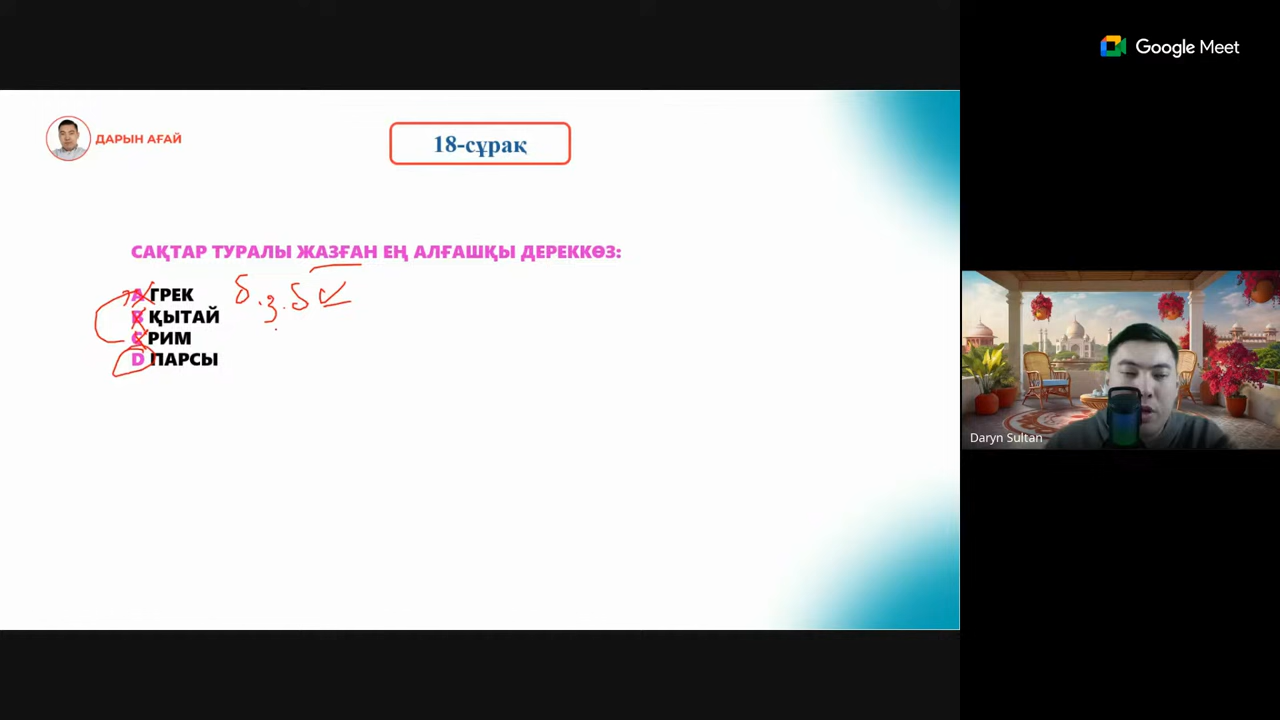 Google Meet
ДАРЫН АҒАЙ
18-сұрақ
САҚТАР ТУРАЛЫ ЖАЗҒАН ЕҢ АЛҒАШҚЫ ДЕРЕККӨЗ:
A ГРЕК
B ҚЫТАЙ
C РИМ
D ПАРСЫ
Daryn Sultan